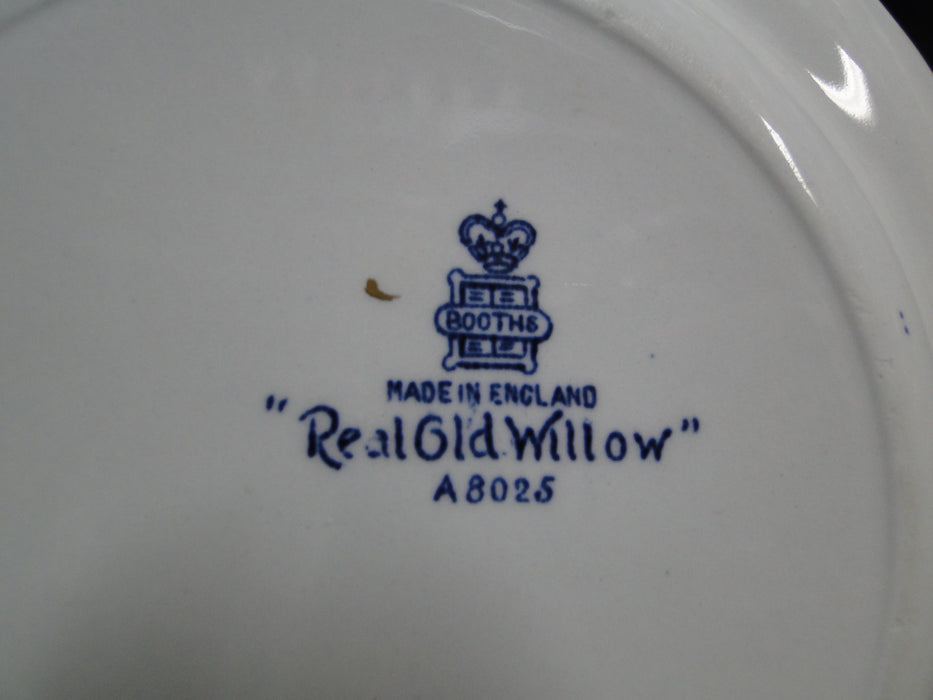 BOOTHS
MADE IN ENGLAND
"Real Old Willow"
A8025